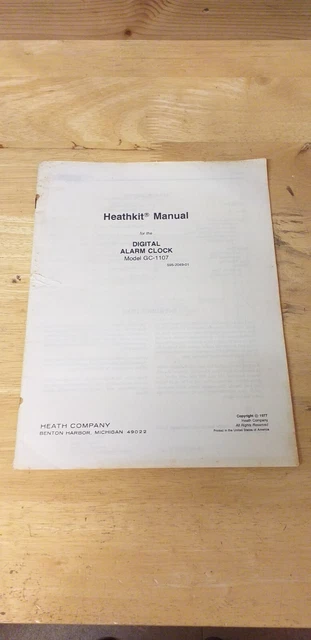 Heathkit® Manual
for the
DIGITAL
ALARM CLOCK
Model GC-1107
HEATH COMPANY
BENTON HARBOR, MICHIGAN 49022
Copyright © 1977
Heath Company
All Rights Reserved
Printed in the United States of America